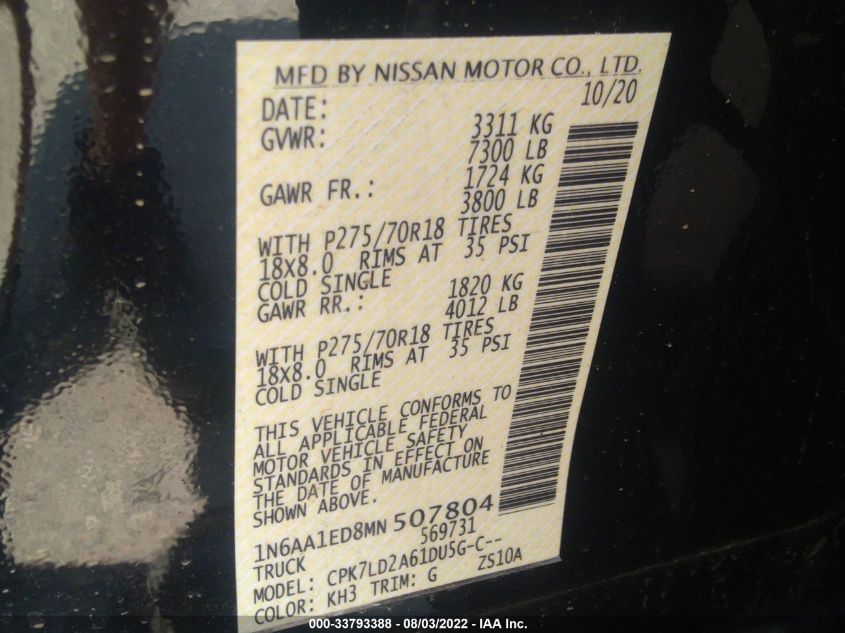 MFD BY NISSAN MOTOR CO., LTD.
DATE: 10/20
GVWR: 3311 KG
7300 LB
GAWR FR.: 1724 KG
3800 LB
WITH P275/70R18 TIRES
18X8.0 RIMS AT 35 PSI
COLD SINGLE
GAWR RR.: 1820 KG
4012 LB
WITH P275/70R18 TIRES
18X8.0 RIMS AT 35 PSI
COLD SINGLE
THIS VEHICLE CONFORMS TO
ALL APPLICABLE FEDERAL
MOTOR VEHICLE SAFETY
STANDARDS IN EFFECT ON
THE DATE OF MANUFACTURE
SHOWN ABOVE.
1N6AA1ED8MN 507804
TRUCK 569731
MODEL: CPK7LD2A61DU5G-C--
COLOR: KH3 TRIM: G ZS10A
000-33793388 - 08/03/2022 - IAA Inc.